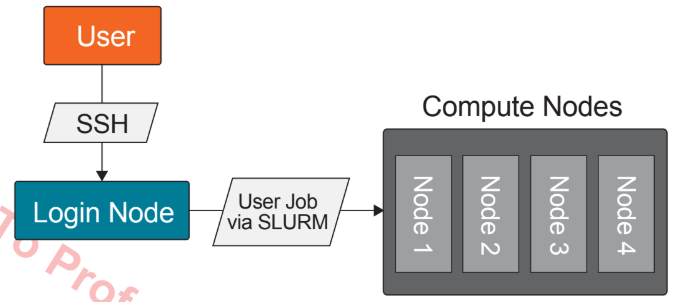 User
SSH
Login Node
User Job
via SLURM
Compute Nodes
Node 1
Node 2
Node 3
Node 4
To Prof